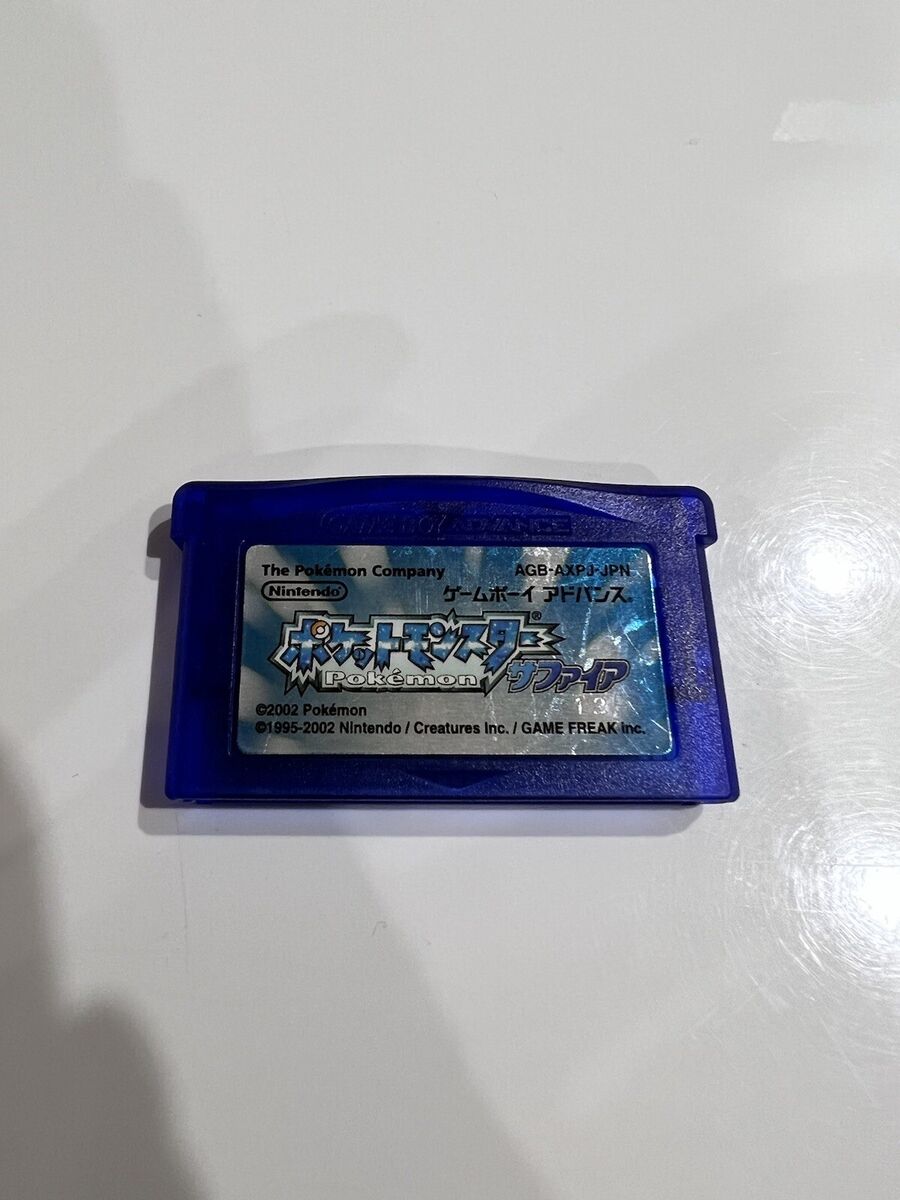 GAME BOY ADVANCE
The Pokémon Company AGB-AXPJ-JPN
Nintendo ゲームボーイ アドバンス®
ポケットモンスター®
Pokémon サファイア
13
©2002 Pokémon
©1995-2002 Nintendo / Creatures Inc. / GAME FREAK inc.